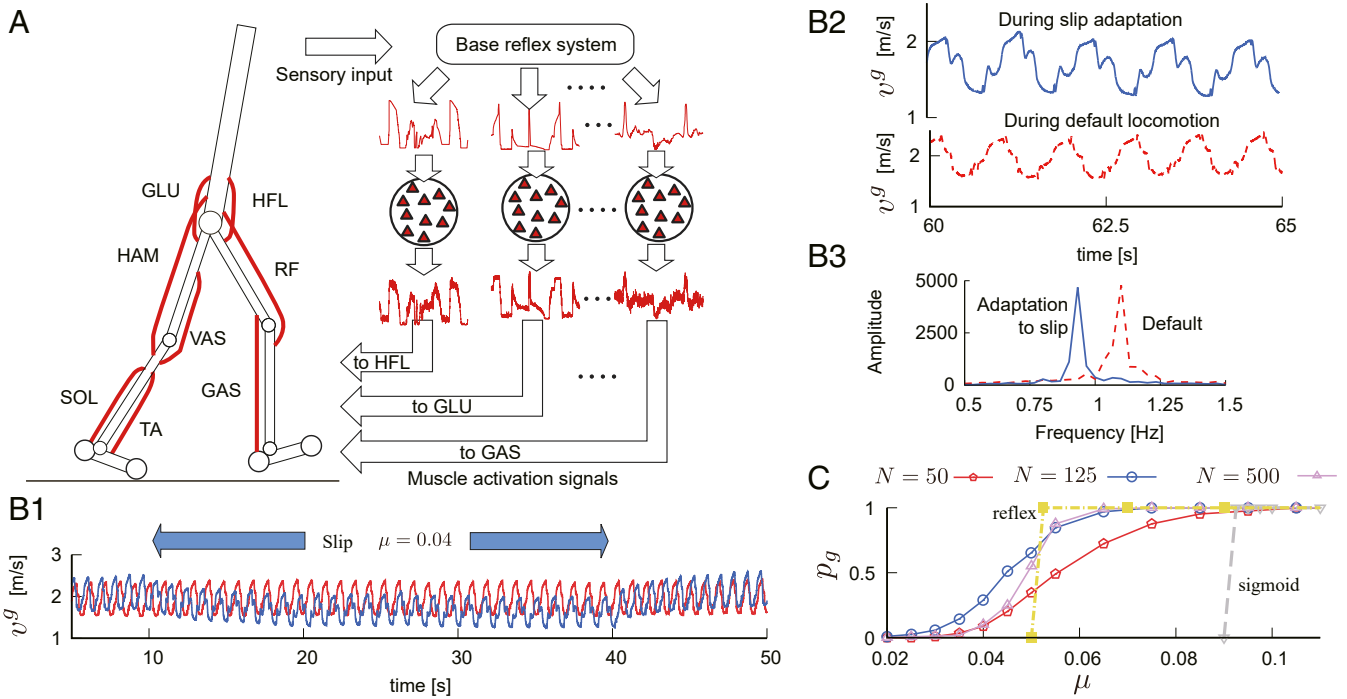 A
Base reflex system
Sensory input
GLU
HFL
HAM
RF
VAS
SOL
GAS
TA
to HFL
to GLU
to GAS
Muscle activation signals
B1
Slip μ = 0.04
v^g [m/s]
3
2
1
10
20
30
40
50
time [s]
B2
During slip adaptation
v^g [m/s]
2
1
During default locomotion
v^g [m/s]
2
1
60
62.5
65
time [s]
B3
Amplitude
5000
2500
0
Adaptation
to slip
Default
0.5
0.75
1
1.25
1.5
Frequency [Hz]
C
N = 50
N = 125
N = 500
p_g
1
0.5
0
reflex
sigmoid
0.02
0.04
0.06
0.08
0.1
μ